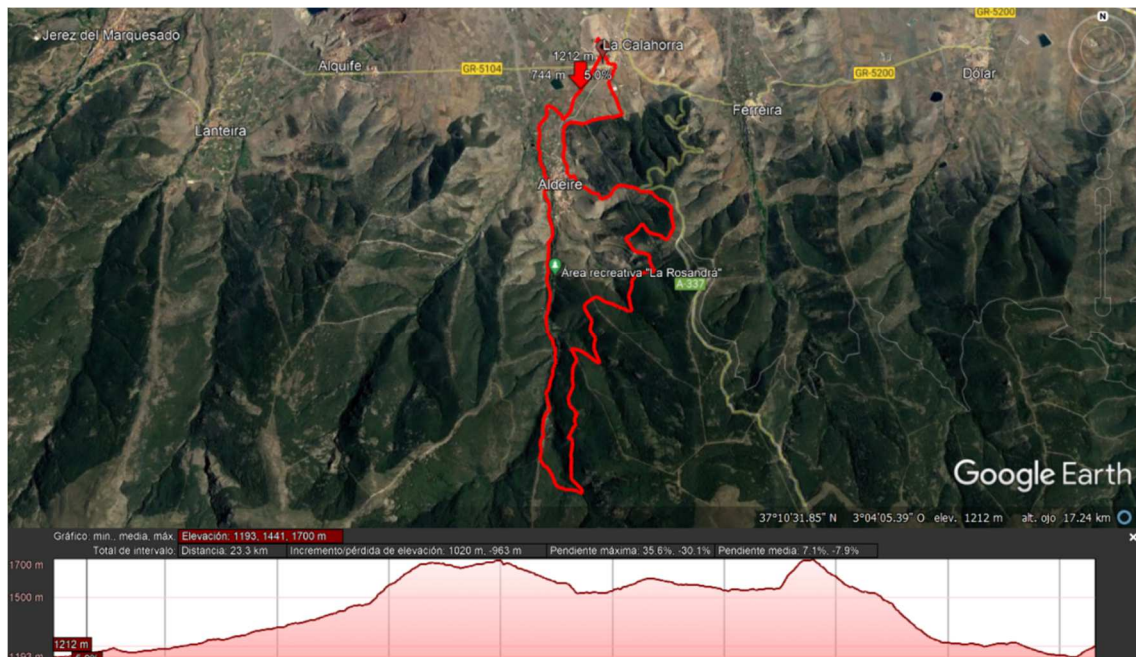 GR-5200
Jerez del Marquesado
La Calahorra
1212 m
Alquife
GR-5104
744 m
5.0%
GR-5200
Dólar
Ferreira
Lanteira
Aldeire
Área recreativa "La Rosandra"
A-337
Google Earth
37°10'31.85" N 3°04'05.39" O elev. 1212 m alt. ojo 17.24 km
Gráfico: mín., media, máx. Elevación: 1193, 1441, 1700 m
Total de intervalo: Distancia: 23.3 km Incremento/pérdida de elevación: 1020 m, -963 m Pendiente máxima: 35.6%, -30.1% Pendiente media: 7.1%, -7.9%
1700 m
1500 m
1212 m
1193 m
N